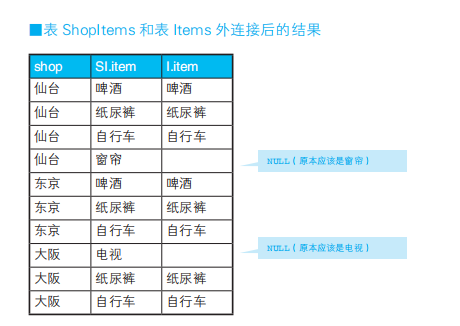 ■表 ShopItems 和表 Items 外连接后的结果
shop SI.item I.item
仙台 啤酒 啤酒
仙台 纸尿裤 纸尿裤
仙台 自行车 自行车
仙台 窗帘
NULL（原本应该是窗帘）
东京 啤酒 啤酒
东京 纸尿裤 纸尿裤
东京 自行车 自行车
大阪 电视
NULL（原本应该是电视）
大阪 纸尿裤 纸尿裤
大阪 自行车 自行车